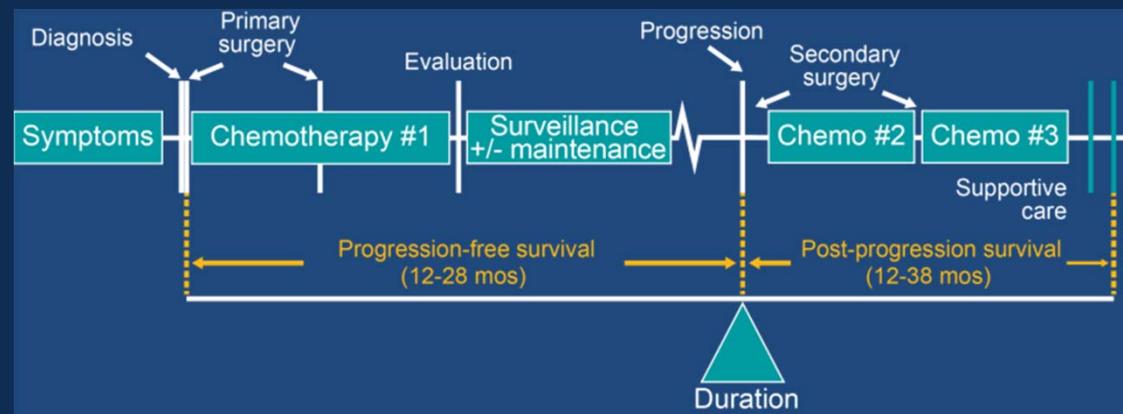 Diagnosis
Primary
surgery
Evaluation
Progression
Secondary
surgery
Symptoms
Chemotherapy #1
Surveillance
+/- maintenance
Chemo #2
Chemo #3
Supportive
care
Progression-free survival
(12-28 mos)
Post-progression survival
(12-38 mos)
Duration